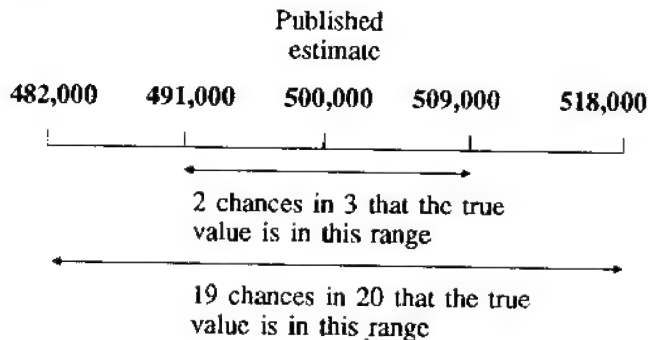 Published
estimate
482,000 491,000 500,000 509,000 518,000
2 chances in 3 that the true
value is in this range
19 chances in 20 that the true
value is in this range